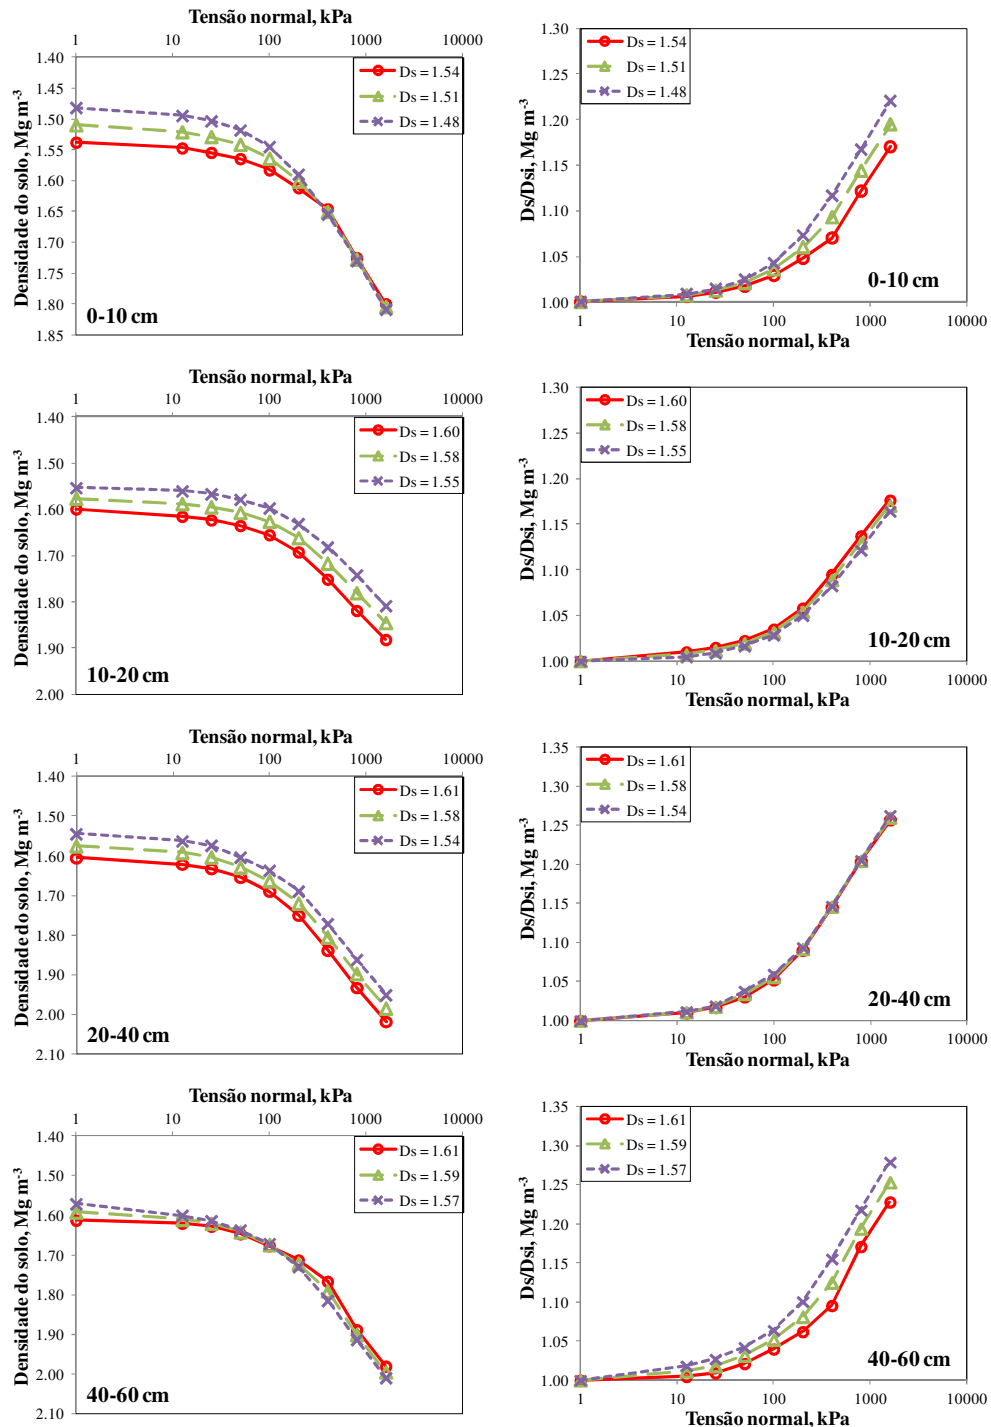 Tensão normal, kPa
1 10 100 1000 10000
1.40
1.45
1.50
1.55
1.60
1.65
1.70
1.75
1.80
1.85
Densidade do solo, Mg m-3
Ds = 1.54
Ds = 1.51
Ds = 1.48
0-10 cm
1.30
1.25
1.20
1.15
1.10
1.05
1.00
Ds/Dsi, Mg m-3
Ds = 1.54
Ds = 1.51
Ds = 1.48
0-10 cm
1 10 100 1000 10000
Tensão normal, kPa
Tensão normal, kPa
1 10 100 1000 10000
1.40
1.50
1.60
1.70
1.80
1.90
2.00
Densidade do solo, Mg m-3
Ds = 1.60
Ds = 1.58
Ds = 1.55
10-20 cm
1.30
1.25
1.20
1.15
1.10
1.05
1.00
Ds/Dsi, Mg m-3
Ds = 1.60
Ds = 1.58
Ds = 1.55
10-20 cm
1 10 100 1000 10000
Tensão normal, kPa
Tensão normal, kPa
1 10 100 1000 10000
1.40
1.50
1.60
1.70
1.80
1.90
2.00
2.10
Densidade do solo, Mg m-3
Ds = 1.61
Ds = 1.58
Ds = 1.54
20-40 cm
1.35
1.30
1.25
1.20
1.15
1.10
1.05
1.00
Ds/Dsi, Mg m-3
Ds = 1.61
Ds = 1.58
Ds = 1.54
20-40 cm
1 10 100 1000 10000
Tensão normal, kPa
Tensão normal, kPa
1 10 100 1000 10000
1.40
1.50
1.60
1.70
1.80
1.90
2.00
2.10
Densidade do solo, Mg m-3
Ds = 1.61
Ds = 1.59
Ds = 1.57
40-60 cm
1.35
1.30
1.25
1.20
1.15
1.10
1.05
1.00
Ds/Dsi, Mg m-3
Ds = 1.61
Ds = 1.59
Ds = 1.57
40-60 cm
1 10 100 1000 10000
Tensão normal, kPa